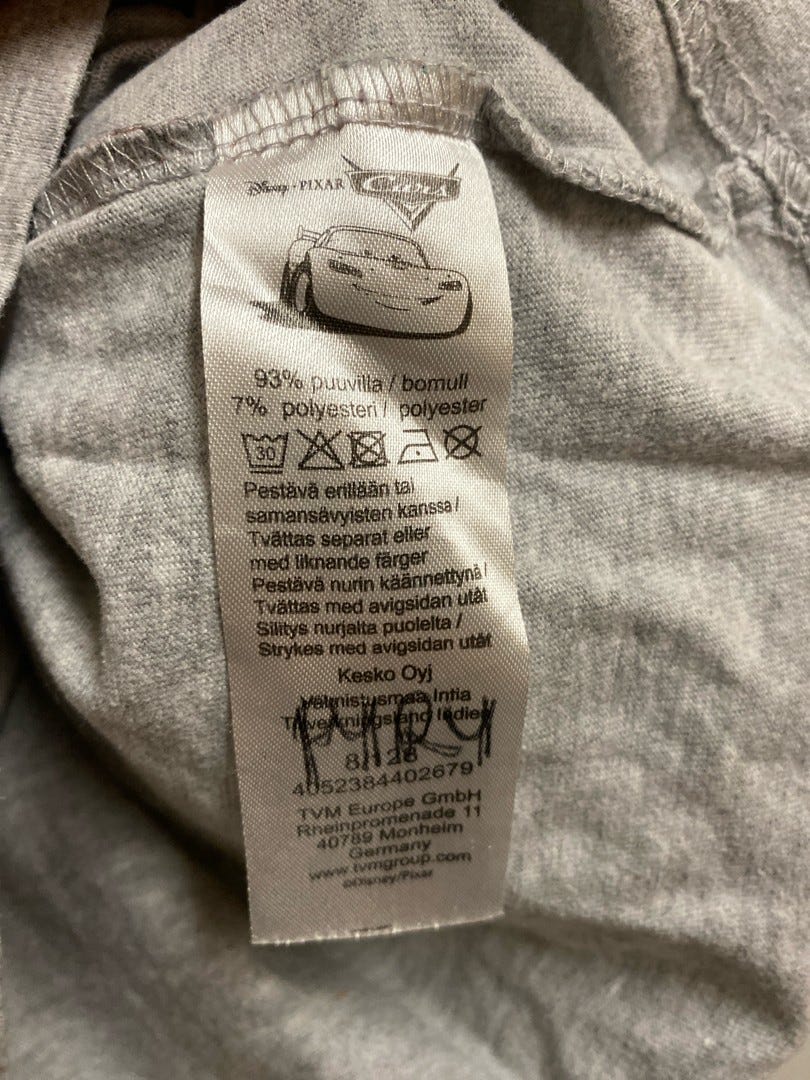 Disney · PIXAR Cars
93% puuvilla / bomull
7% polyesteri / polyester
30
Pestävä erillään tai
samansävyisten kanssa /
Tvättas separat eller
med liknande färger
Pestävä nurin käännettynä /
Tvättas med avigsidan utåt
Silitys nurjalta puolelta /
Strykes med avigsidan utåt
Kesko Oyj
Valmistusmaa Intia
Tillverkningsland Indien
8/128
4052384402679
TVM Europe GmbH
Rheinpromenade 11
40789 Monheim
Germany
www.tvmgroup.com
©Disney/Pixar